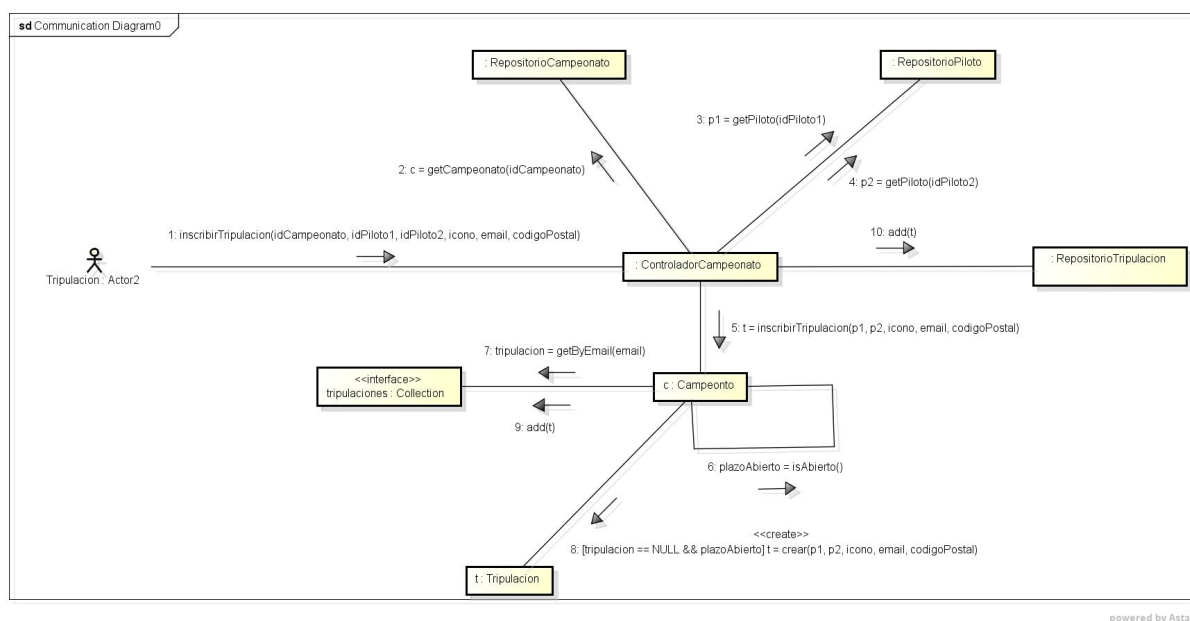 sd Communication Diagram0
: RepositorioCampeonato
: RepositorioPiloto
3: p1 = getPiloto(idPiloto1)
2: c = getCampeonato(idCampeonato)
4: p2 = getPiloto(idPiloto2)
1: inscribirTripulacion(idCampeonato, idPiloto1, idPiloto2, icono, email, codigoPostal)
10: add(t)
Tripulacion : Actor2
: ControladorCampeonato
: RepositorioTripulacion
5: t = inscribirTripulacion(p1, p2, icono, email, codigoPostal)
7: tripulacion = getByEmail(email)
<<interface>>
tripulaciones : Collection
c : Campeonto
9: add(t)
6: plazoAbierto = isAbierto()
<<create>>
8: [tripulacion == NULL && plazoAbierto] t = crear(p1, p2, icono, email, codigoPostal)
t : Tripulacion
powered by Asta